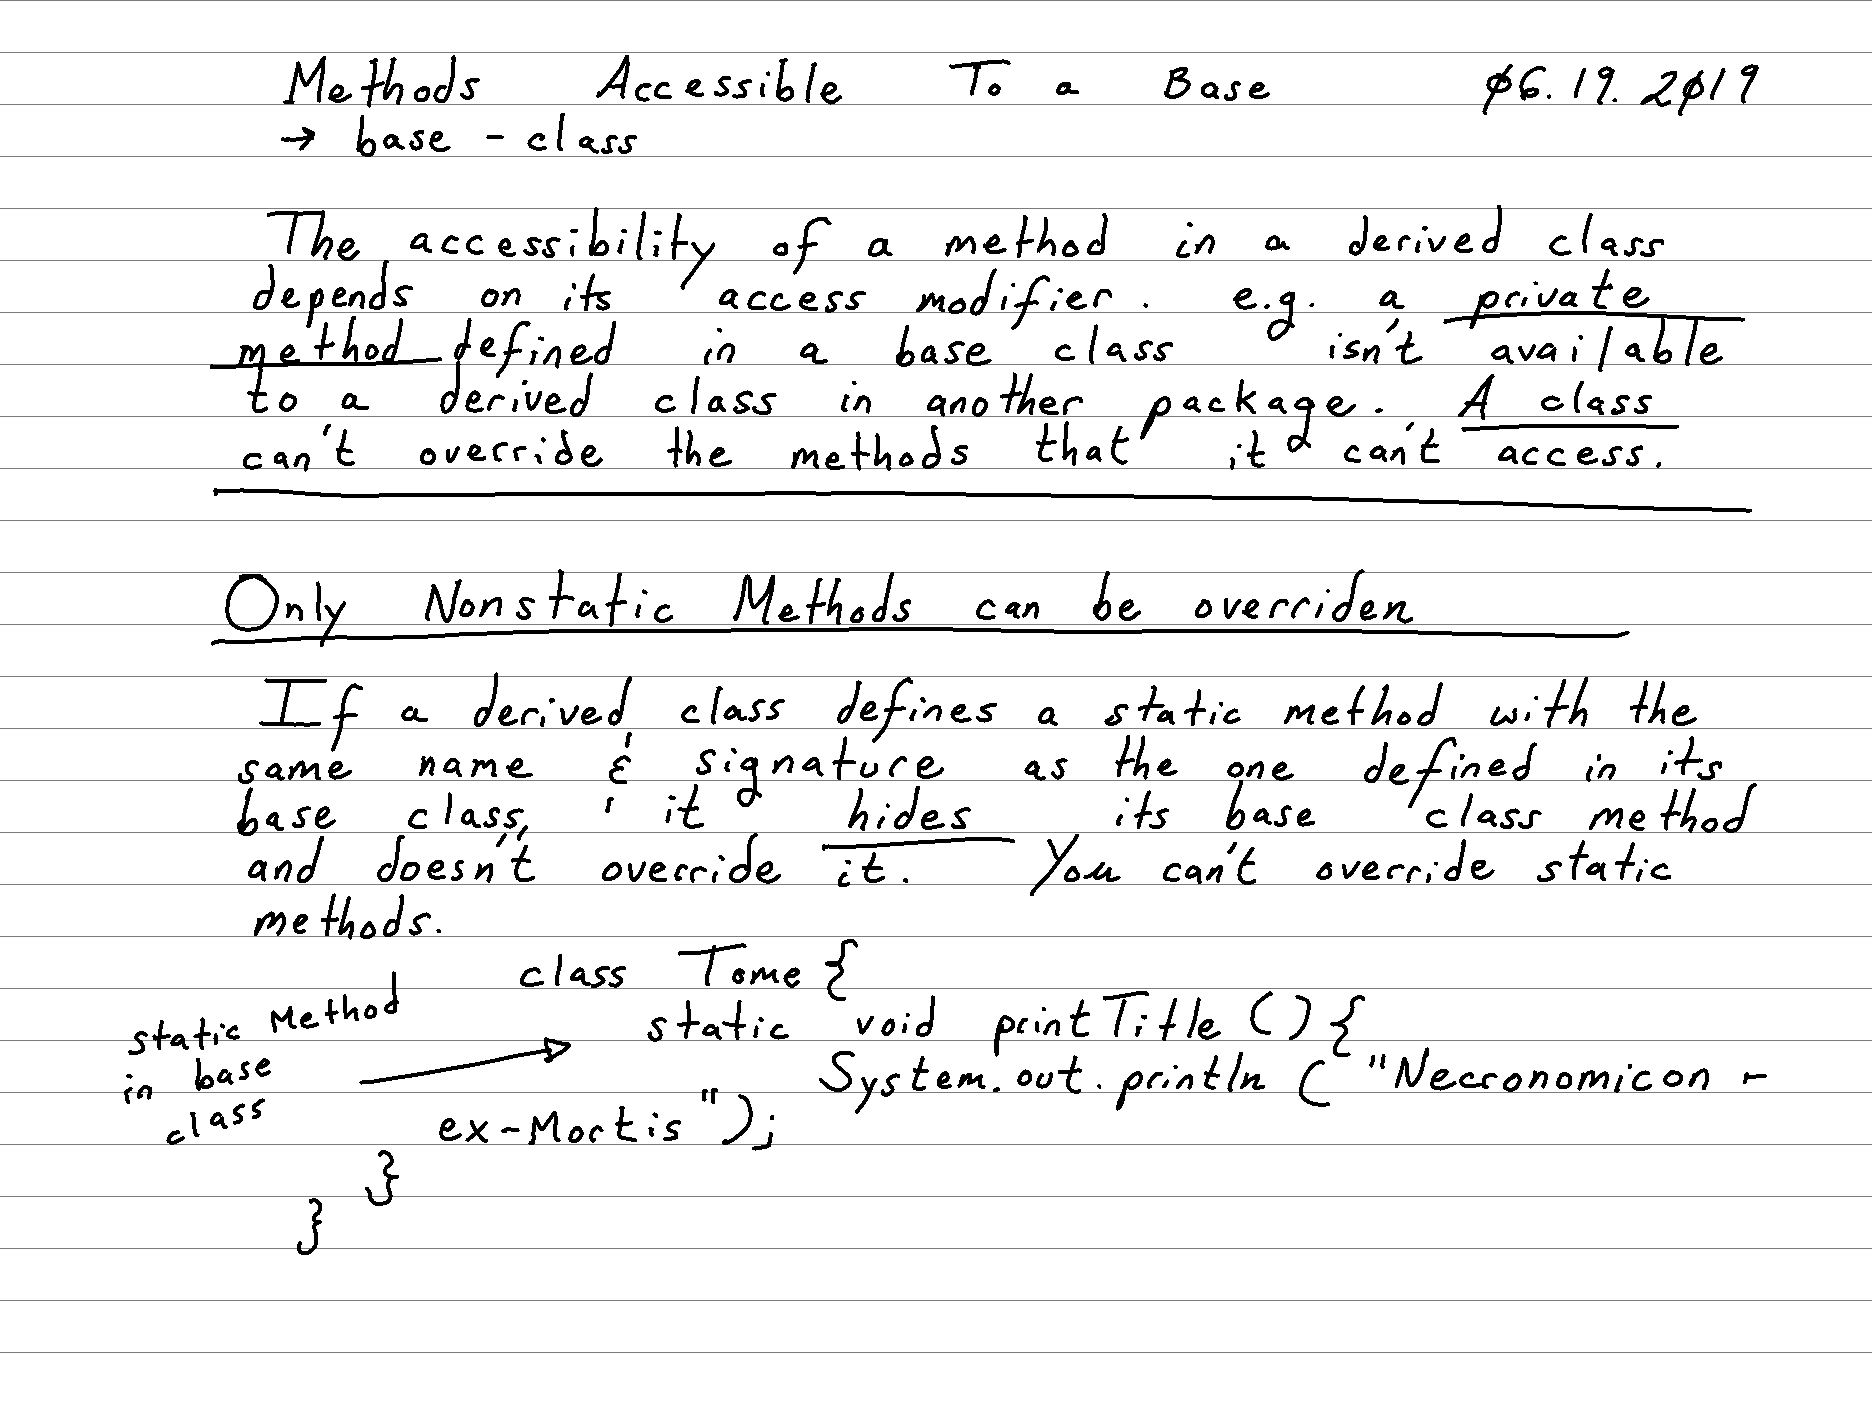 Methods Accessible To a Base 06.19.2019
→ base-class
The accessibility of a method in a derived class
depends on its access modifier. e.g. a private
method defined in a base class isn't available
to a derived class in another package. A class
can't override the methods that it can't access.
Only Nonstatic Methods can be overriden
If a derived class defines a static method with the
same name & signature as the one defined in its
base class, it hides its base class method
and doesn't override it. You can't override static
methods.
class Tome {
static Method
in base
class
static void printTitle () {
System.out.println ("Necronomicon -
ex-Mortis");
}
}